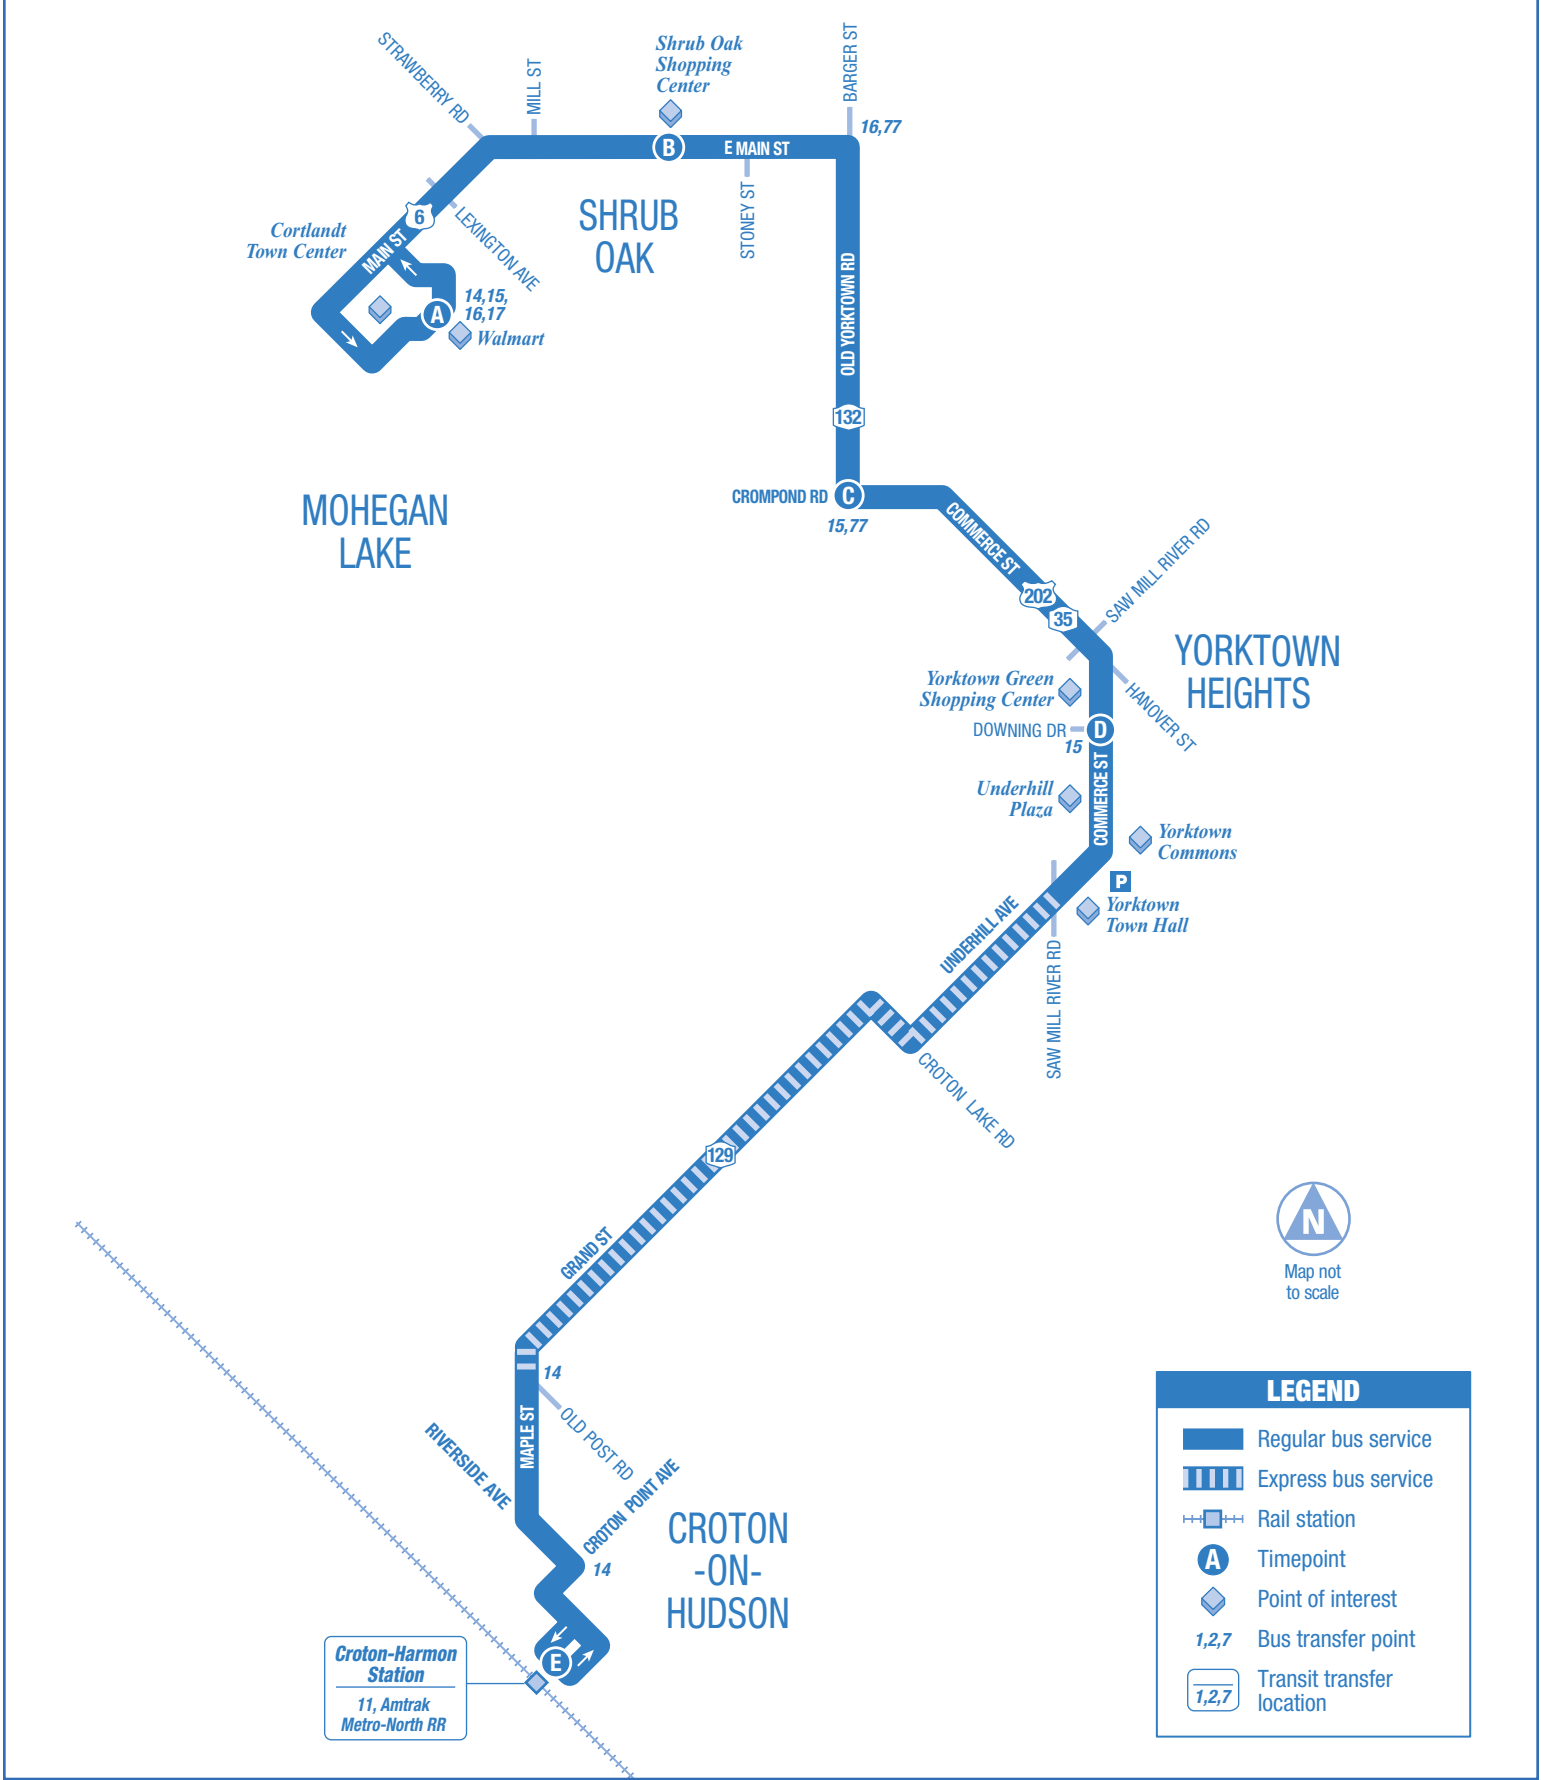 STRAWBERRY RD
MILL ST
Shrub Oak
Shopping
Center
BARGER ST
16,77
B
E MAIN ST
STONEY ST
SHRUB
OAK
6
MAIN ST
LEXINGTON AVE
Cortlandt
Town Center
A
14,15,
16,17
Walmart
OLD YORKTOWN RD
132
MOHEGAN
LAKE
CROMPOND RD
C
15,77
COMMERCE ST
202
35
SAW MILL RIVER RD
YORKTOWN
HEIGHTS
HANOVER ST
Yorktown Green
Shopping Center
DOWNING DR
D
15
COMMERCE ST
Underhill
Plaza
Yorktown
Commons
P
Yorktown
Town Hall
UNDERHILL AVE
SAW MILL RIVER RD
CROTON LAKE RD
129
GRAND ST
N
Map not
to scale
14
MAPLE ST
OLD POST RD
RIVERSIDE AVE
CROTON POINT AVE
14
CROTON
-ON-
HUDSON
E
Croton-Harmon
Station
11, Amtrak
Metro-North RR
LEGEND
Regular bus service
Express bus service
Rail station
A Timepoint
Point of interest
1,2,7 Bus transfer point
1,2,7 Transit transfer
location